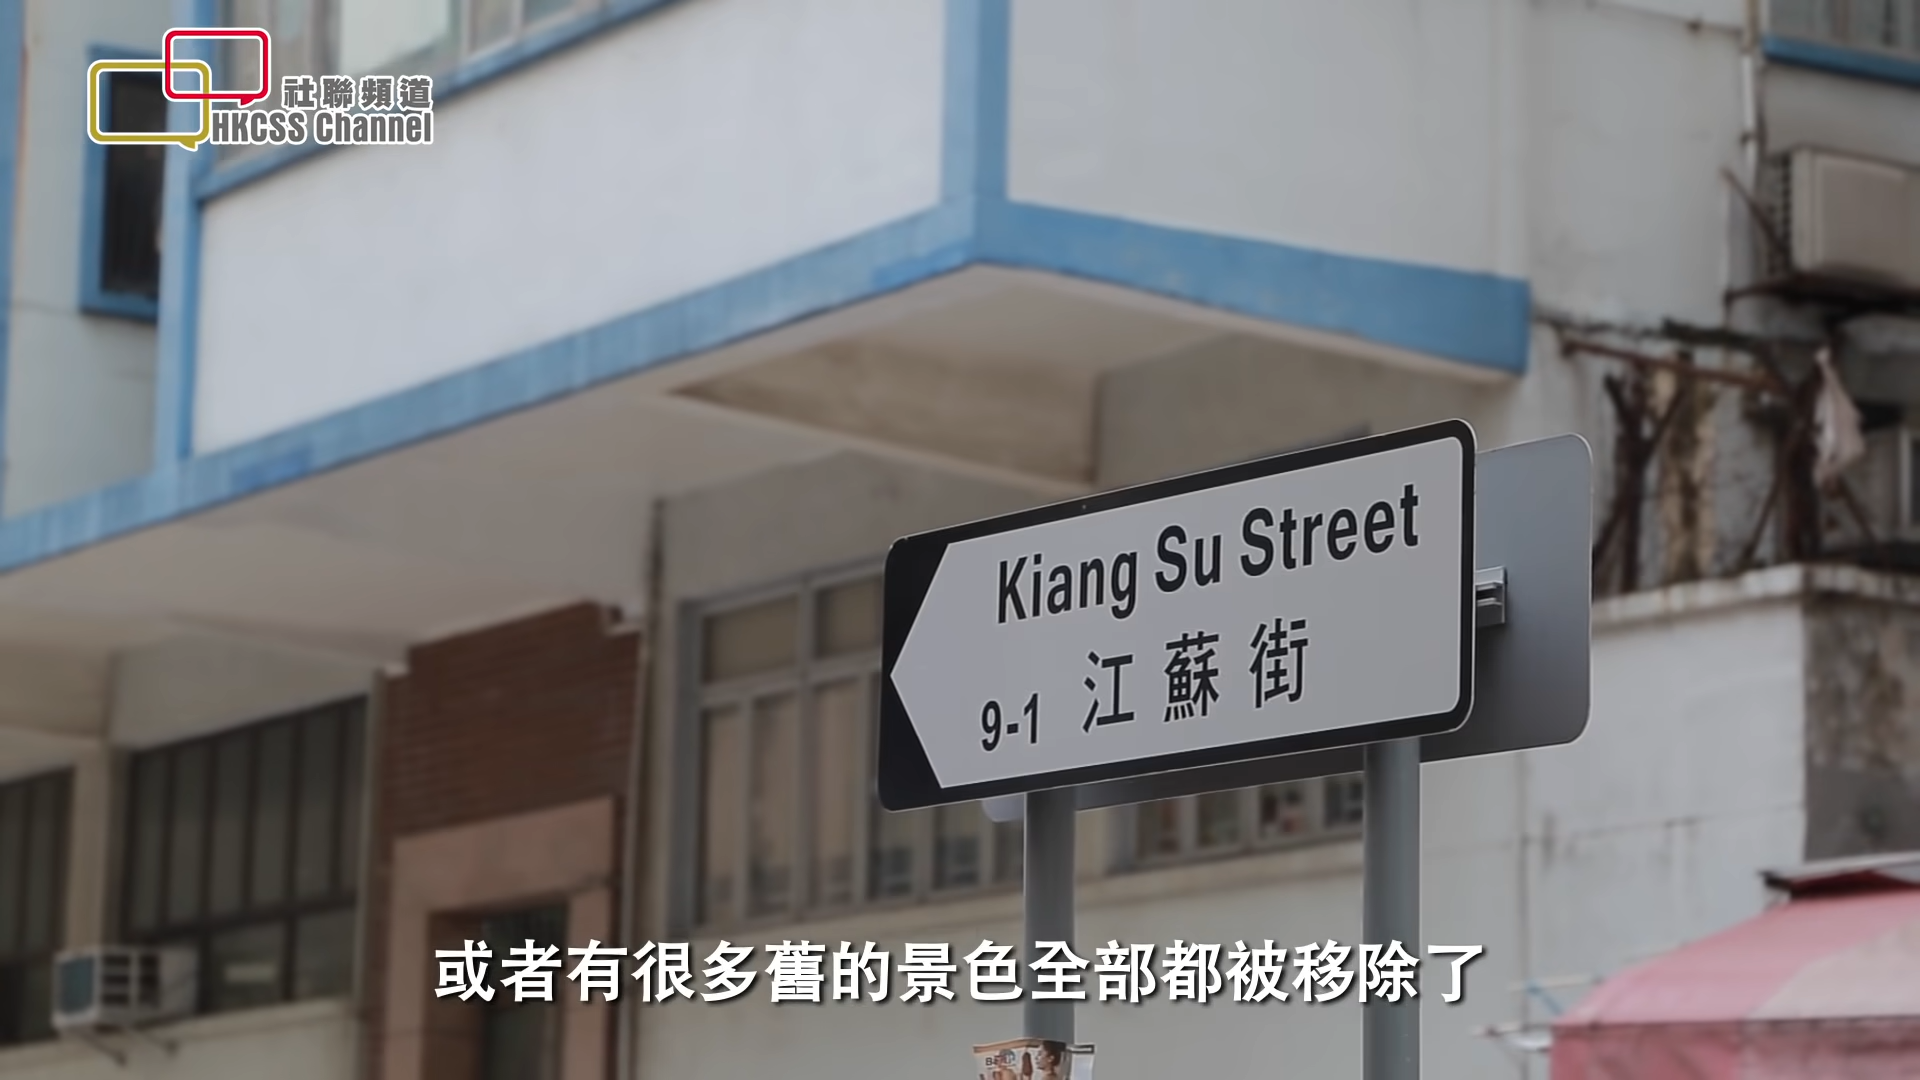 社聯頻道
HKCSS Channel
Kiang Su Street
9-1 江蘇街
或者有很多舊的景色全部都被移除了